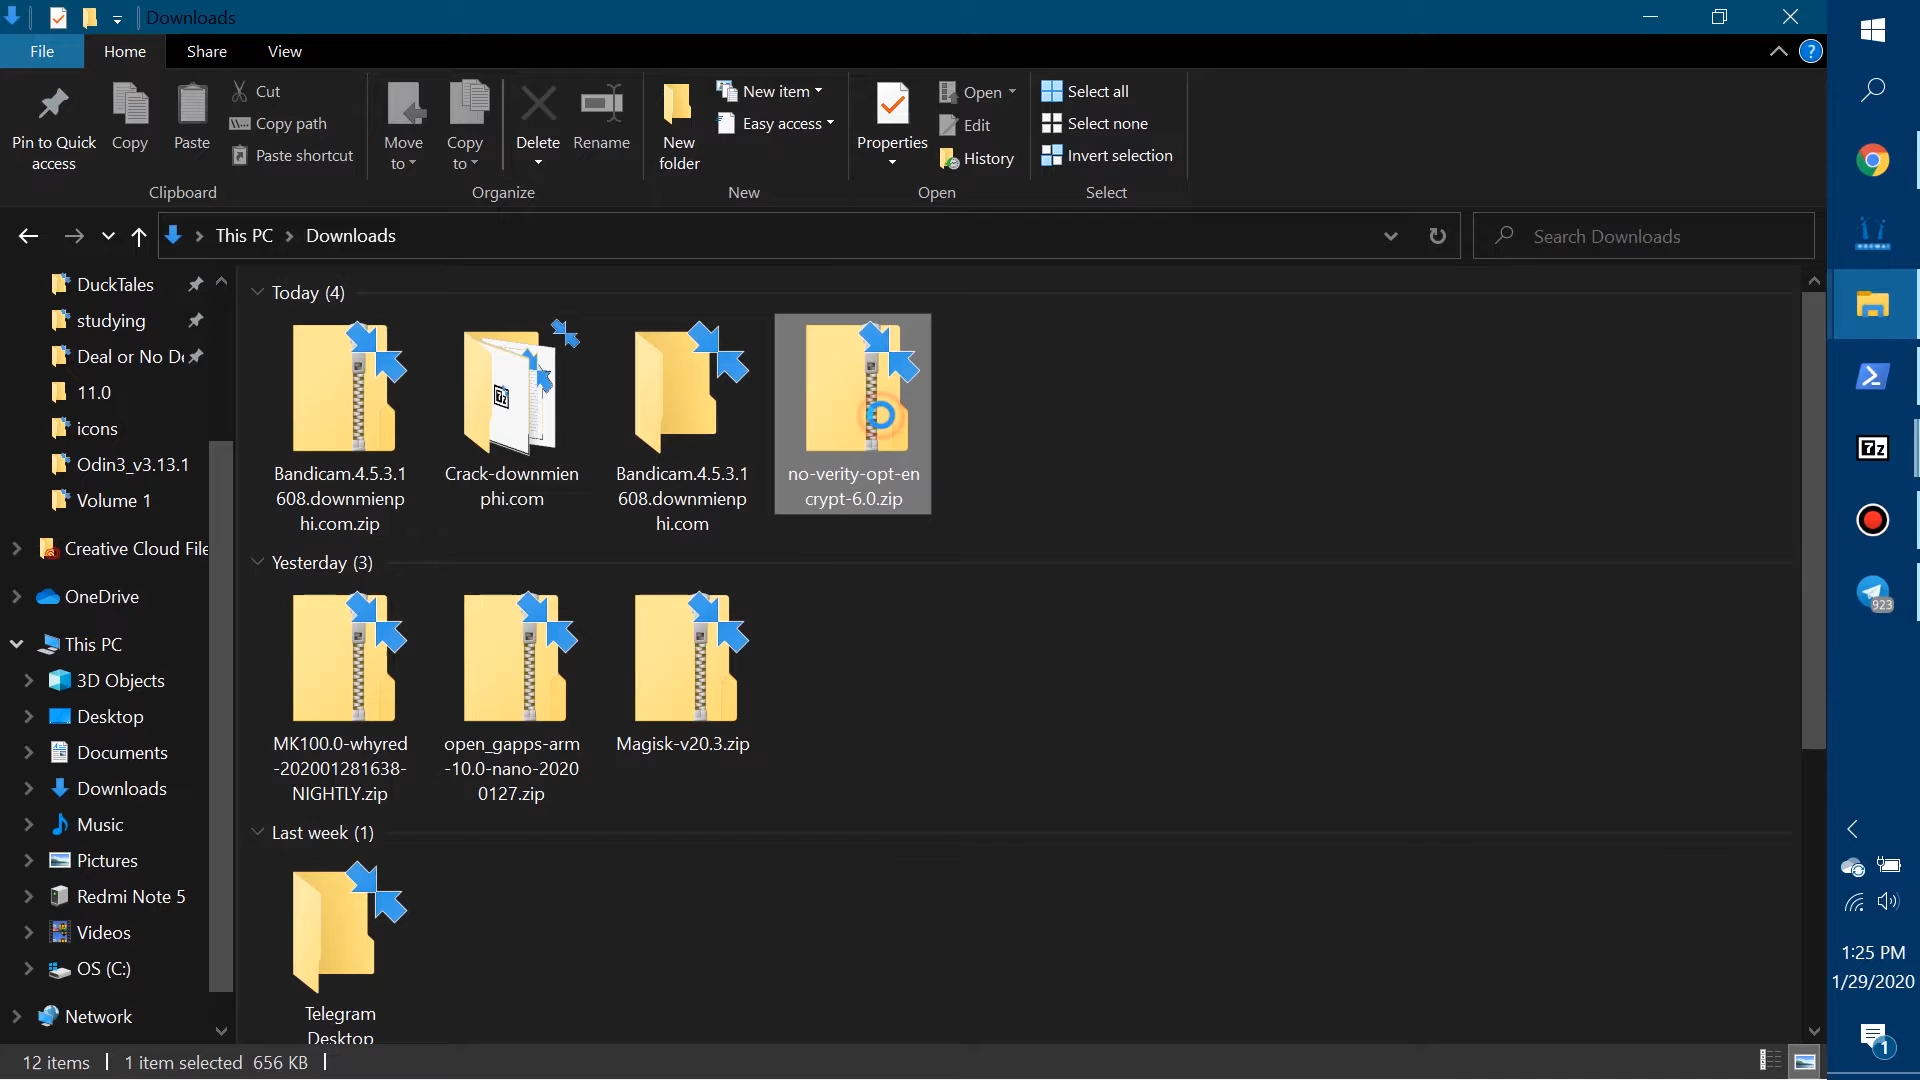 Downloads
File
Home
Share
View
Pin to Quick
access
Copy
Paste
Cut
Copy path
Paste shortcut
Clipboard
Move
to
Copy
to
Delete
Rename
Organize
New
folder
New item
Easy access
New
Properties
Open
Edit
History
Open
Select all
Select none
Invert selection
Select
This PC
Downloads
Search Downloads
DuckTales
studying
Deal or No De
11.0
icons
Odin3_v3.13.1
Volume 1
Creative Cloud File
OneDrive
This PC
3D Objects
Desktop
Documents
Downloads
Music
Pictures
Redmi Note 5
Videos
OS (C:)
Network
Today (4)
Bandicam.4.5.3.1
608.downmienp
hi.com.zip
7z
Crack-downmien
phi.com
Bandicam.4.5.3.1
608.downmienp
hi.com
no-verity-opt-en
crypt-6.0.zip
Yesterday (3)
MK100.0-whyred
-202001281638-
NIGHTLY.zip
open_gapps-arm
-10.0-nano-2020
0127.zip
Magisk-v20.3.zip
Last week (1)
Telegram
Desktop
12 items
1 item selected 656 KB
7z
923
1:25 PM
1/29/2020
1